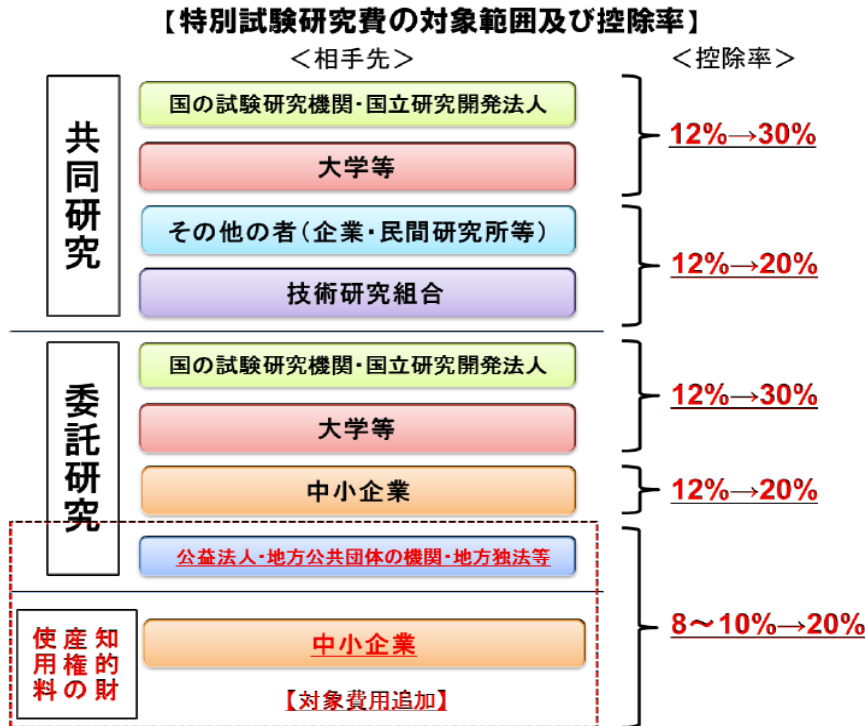 【特別試験研究費の対象範囲及び控除率】
＜相手先＞
＜控除率＞
共同研究
国の試験研究機関・国立研究開発法人
大学等
12%→30%
その他の者（企業・民間研究所等）
技術研究組合
12%→20%
委託研究
国の試験研究機関・国立研究開発法人
大学等
12%→30%
中小企業
12%→20%
公益法人・地方公共団体の機関・地方独法等
知的財
産権の
使用料
中小企業
8～10%→20%
【対象費用追加】